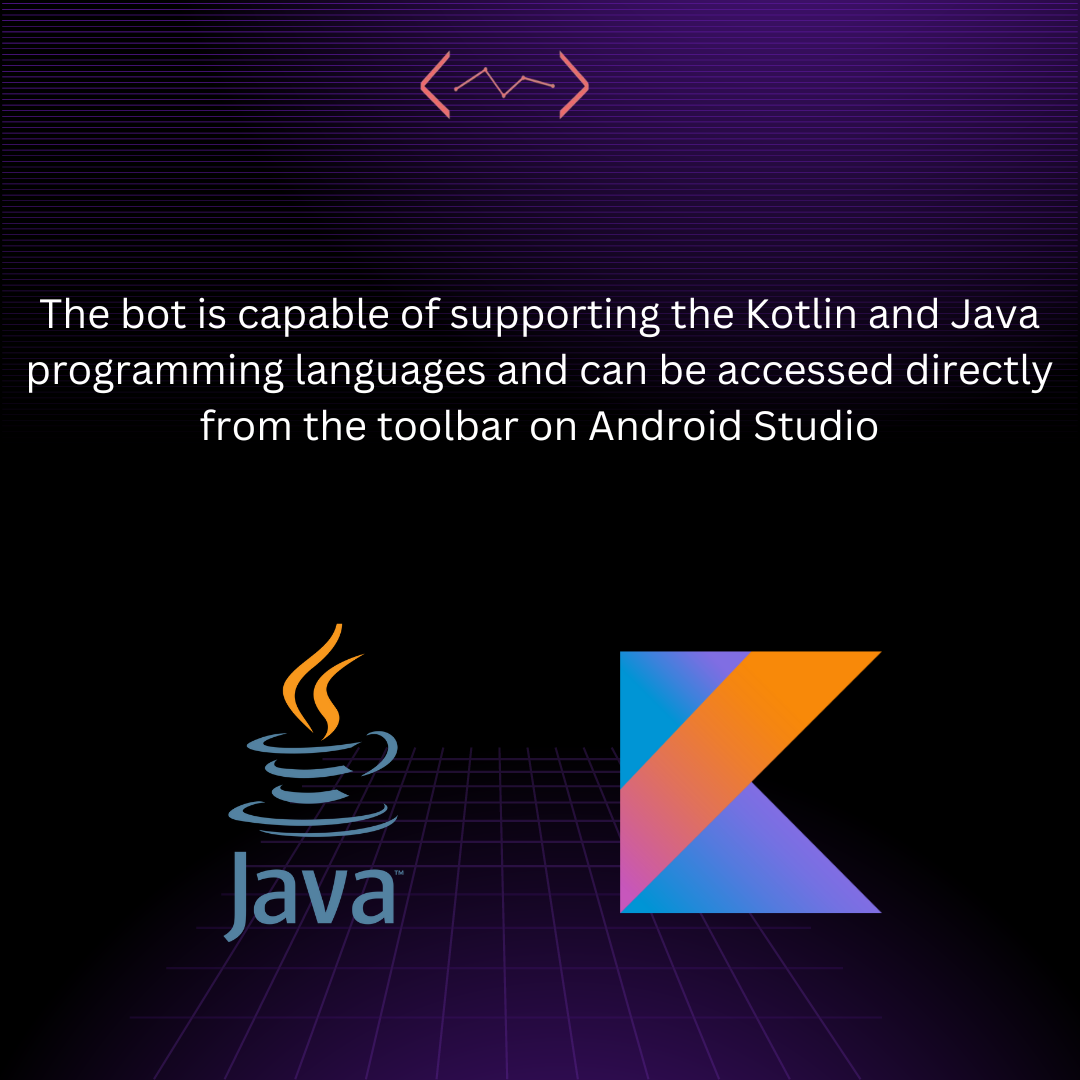 The bot is capable of supporting the Kotlin and Java
programming languages and can be accessed directly
from the toolbar on Android Studio
Java™